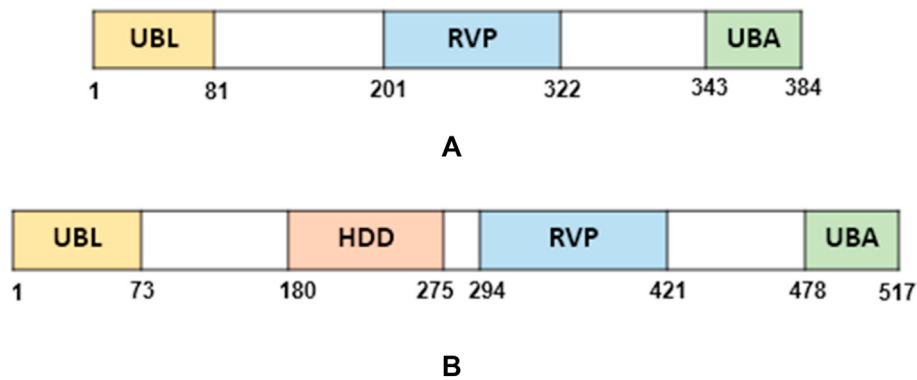 UBL RVP UBA
1 81 201 322 343 384
A
UBL HDD RVP UBA
1 73 180 275 294 421 478 517
B